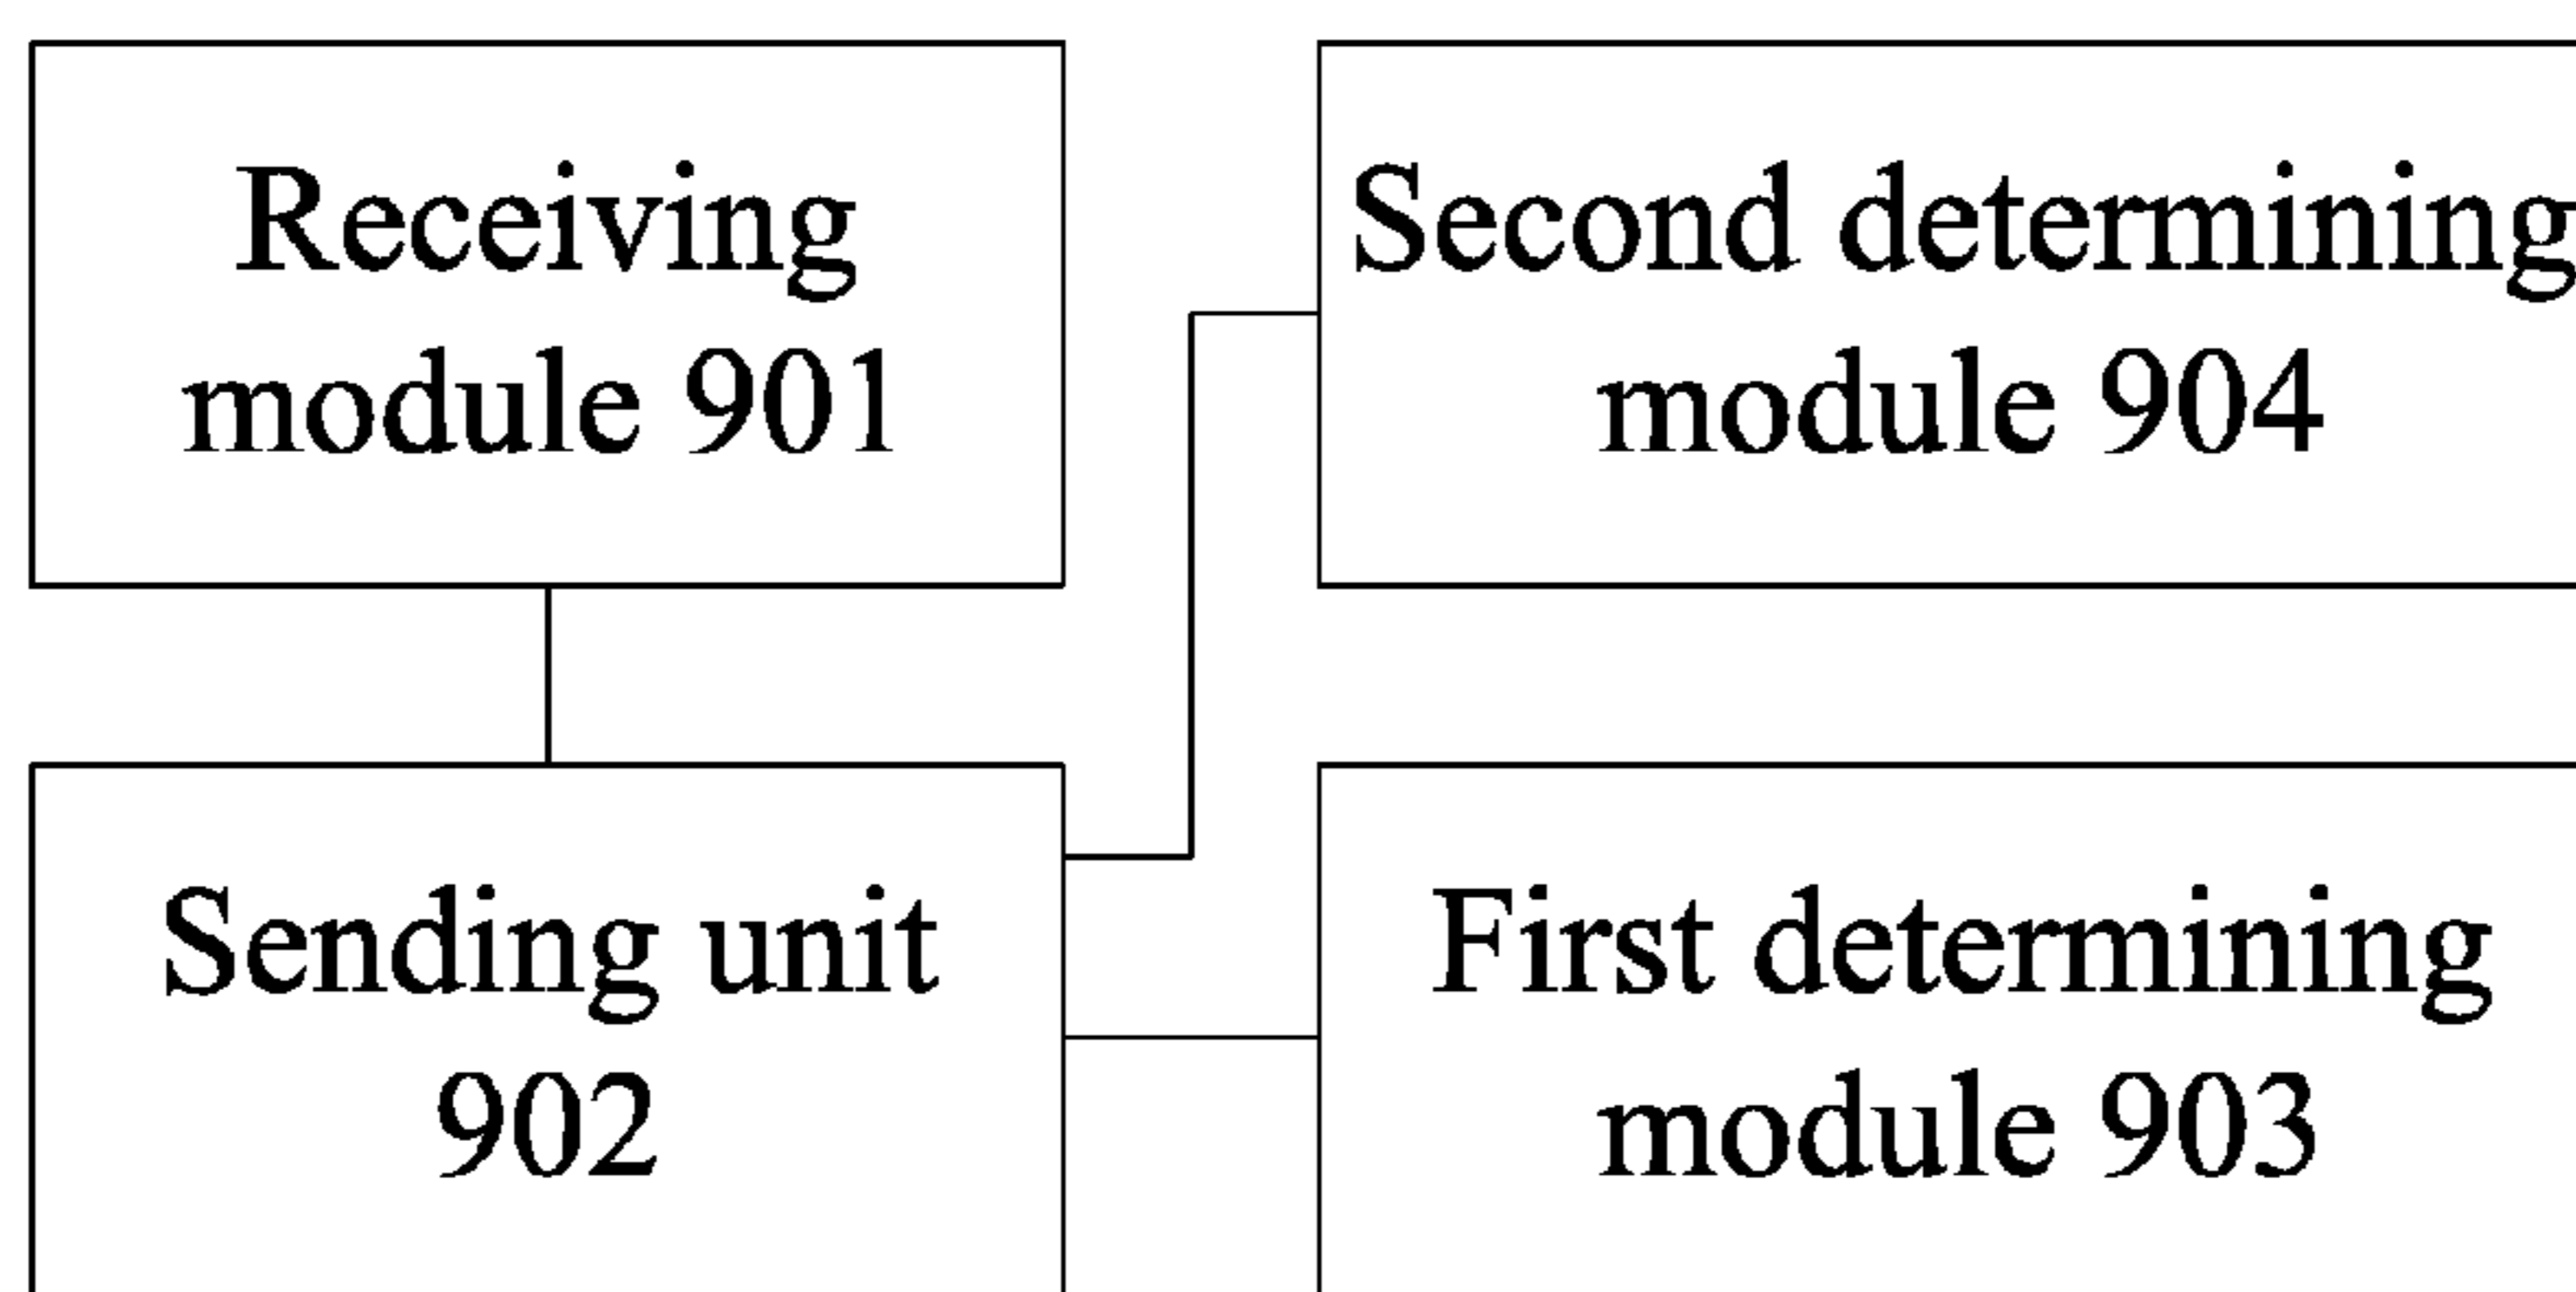 Receiving
module 901
Second determining
module 904
Sending unit
902
First determining
module 903